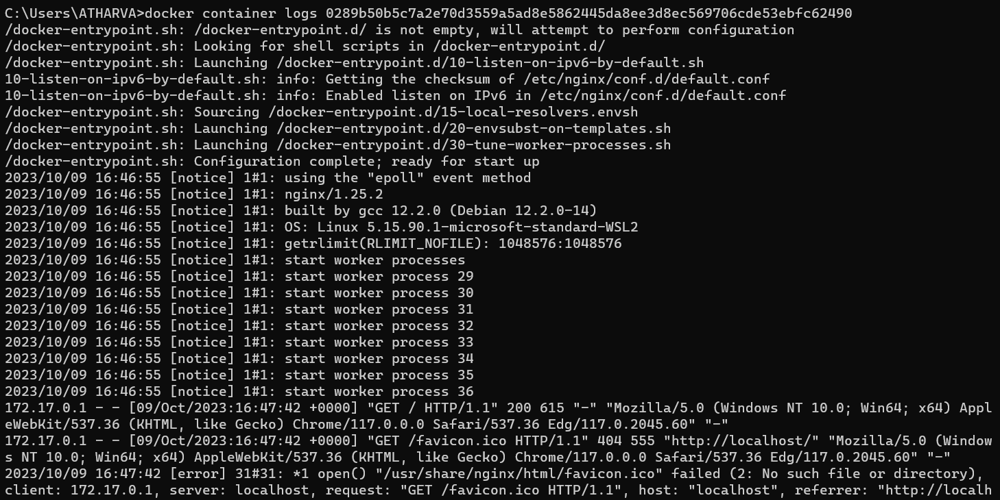 C:\Users\ATHARVA>docker container logs 0289b50b5c7a2e70d3559a5ad8e5862445da8ee3d8ec569706cde53ebfc62490
/docker-entrypoint.sh: /docker-entrypoint.d/ is not empty, will attempt to perform configuration
/docker-entrypoint.sh: Looking for shell scripts in /docker-entrypoint.d/
/docker-entrypoint.sh: Launching /docker-entrypoint.d/10-listen-on-ipv6-by-default.sh
10-listen-on-ipv6-by-default.sh: info: Getting the checksum of /etc/nginx/conf.d/default.conf
10-listen-on-ipv6-by-default.sh: info: Enabled listen on IPv6 in /etc/nginx/conf.d/default.conf
/docker-entrypoint.sh: Sourcing /docker-entrypoint.d/15-local-resolvers.envsh
/docker-entrypoint.sh: Launching /docker-entrypoint.d/20-envsubst-on-templates.sh
/docker-entrypoint.sh: Launching /docker-entrypoint.d/30-tune-worker-processes.sh
/docker-entrypoint.sh: Configuration complete; ready for start up
2023/10/09 16:46:55 [notice] 1#1: using the "epoll" event method
2023/10/09 16:46:55 [notice] 1#1: nginx/1.25.2
2023/10/09 16:46:55 [notice] 1#1: built by gcc 12.2.0 (Debian 12.2.0-14)
2023/10/09 16:46:55 [notice] 1#1: OS: Linux 5.15.90.1-microsoft-standard-WSL2
2023/10/09 16:46:55 [notice] 1#1: getrlimit(RLIMIT_NOFILE): 1048576:1048576
2023/10/09 16:46:55 [notice] 1#1: start worker processes
2023/10/09 16:46:55 [notice] 1#1: start worker process 29
2023/10/09 16:46:55 [notice] 1#1: start worker process 30
2023/10/09 16:46:55 [notice] 1#1: start worker process 31
2023/10/09 16:46:55 [notice] 1#1: start worker process 32
2023/10/09 16:46:55 [notice] 1#1: start worker process 33
2023/10/09 16:46:55 [notice] 1#1: start worker process 34
2023/10/09 16:46:55 [notice] 1#1: start worker process 35
2023/10/09 16:46:55 [notice] 1#1: start worker process 36
172.17.0.1 - - [09/Oct/2023:16:47:42 +0000] "GET / HTTP/1.1" 200 615 "-" "Mozilla/5.0 (Windows NT 10.0; Win64; x64) Appl
eWebKit/537.36 (KHTML, like Gecko) Chrome/117.0.0.0 Safari/537.36 Edg/117.0.2045.60" "-"
172.17.0.1 - - [09/Oct/2023:16:47:42 +0000] "GET /favicon.ico HTTP/1.1" 404 555 "http://localhost/" "Mozilla/5.0 (Window
s NT 10.0; Win64; x64) AppleWebKit/537.36 (KHTML, like Gecko) Chrome/117.0.0.0 Safari/537.36 Edg/117.0.2045.60" "-"
2023/10/09 16:47:42 [error] 31#31: *1 open() "/usr/share/nginx/html/favicon.ico" failed (2: No such file or directory),
client: 172.17.0.1, server: localhost, request: "GET /favicon.ico HTTP/1.1", host: "localhost", referrer: "http://localh